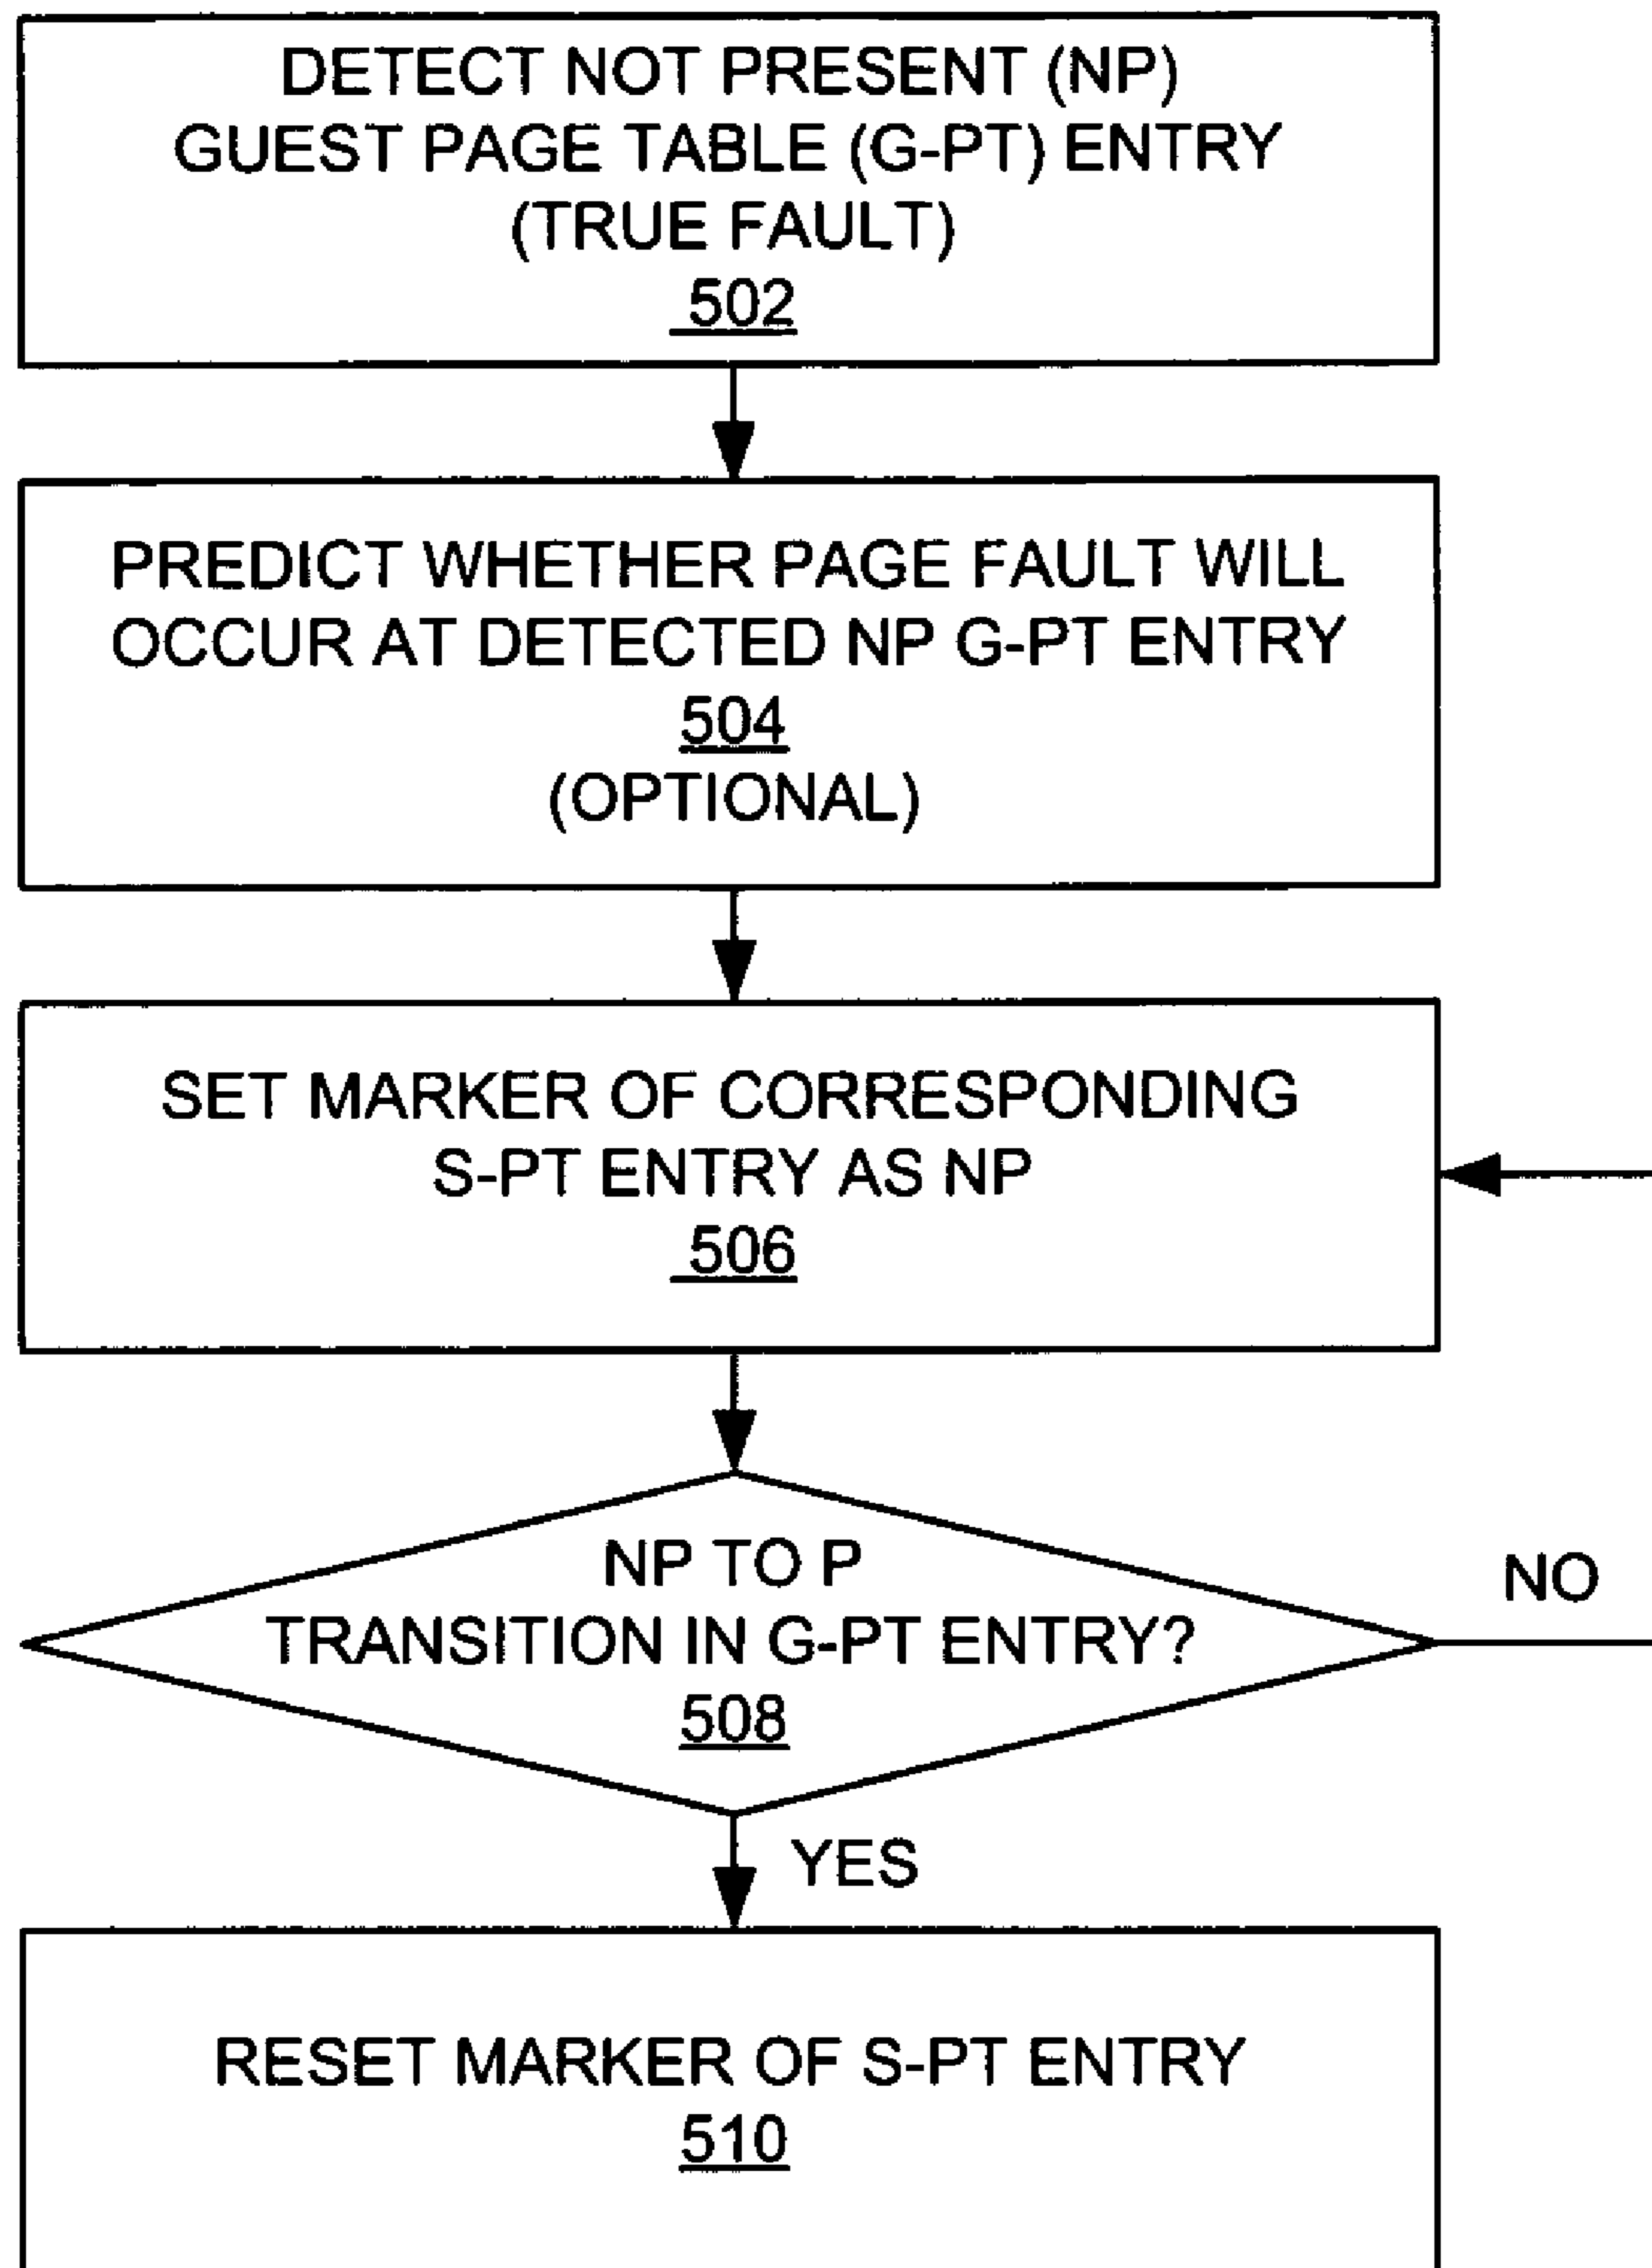 DETECT NOT PRESENT (NP)
GUEST PAGE TABLE (G-PT) ENTRY
(TRUE FAULT)
502
PREDICT WHETHER PAGE FAULT WILL
OCCUR AT DETECTED NP G-PT ENTRY
504
(OPTIONAL)
SET MARKER OF CORRESPONDING
S-PT ENTRY AS NP
506
NP TO P
TRANSITION IN G-PT ENTRY?
508
NO
YES
RESET MARKER OF S-PT ENTRY
510